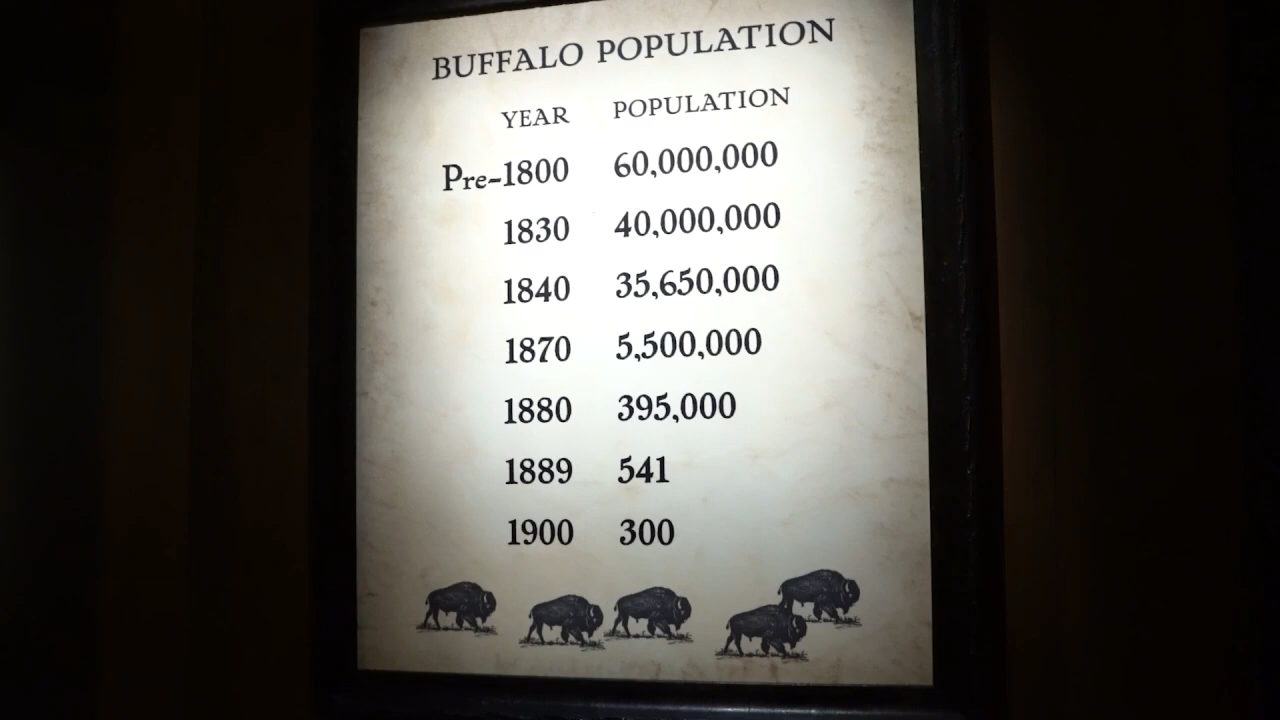 BUFFALO POPULATION
YEAR POPULATION
Pre-1800 60,000,000
1830 40,000,000
1840 35,650,000
1870 5,500,000
1880 395,000
1889 541
1900 300